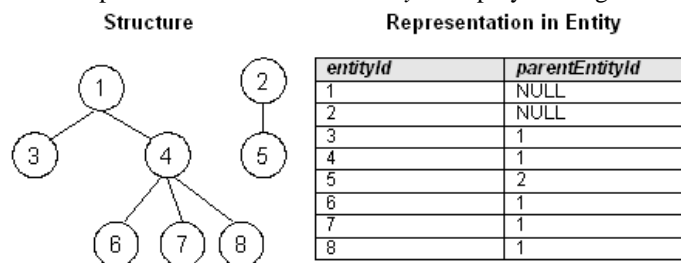 Structure
Representation in Entity
1
2
3
4
5
6
7
8
entityId parentEntityId
1 NULL
2 NULL
3 1
4 1
5 2
6 1
7 1
8 1